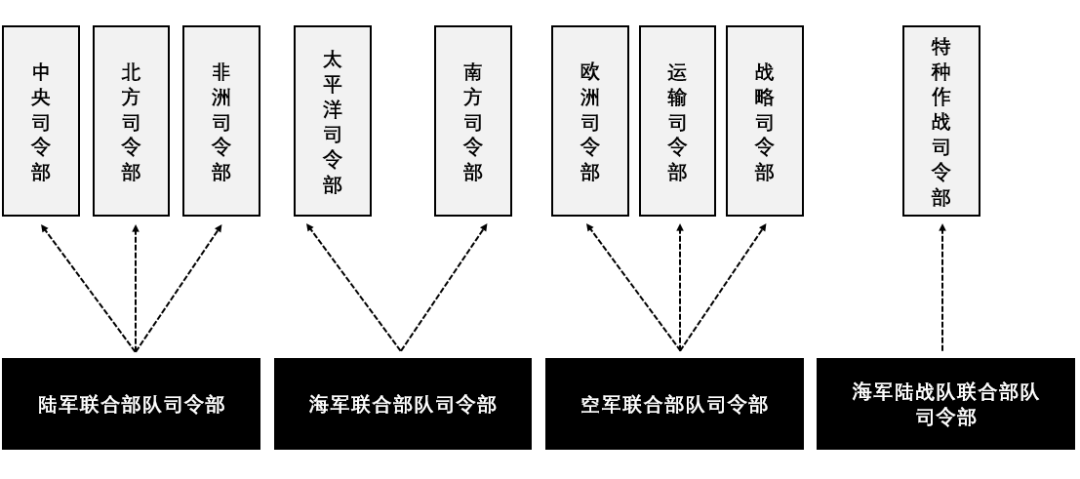 中央司令部
北方司令部
非洲司令部
太平洋司令部
南方司令部
欧洲司令部
运输司令部
战略司令部
特种作战司令部
陆军联合部队司令部
海军联合部队司令部
空军联合部队司令部
海军陆战队联合部队
司令部